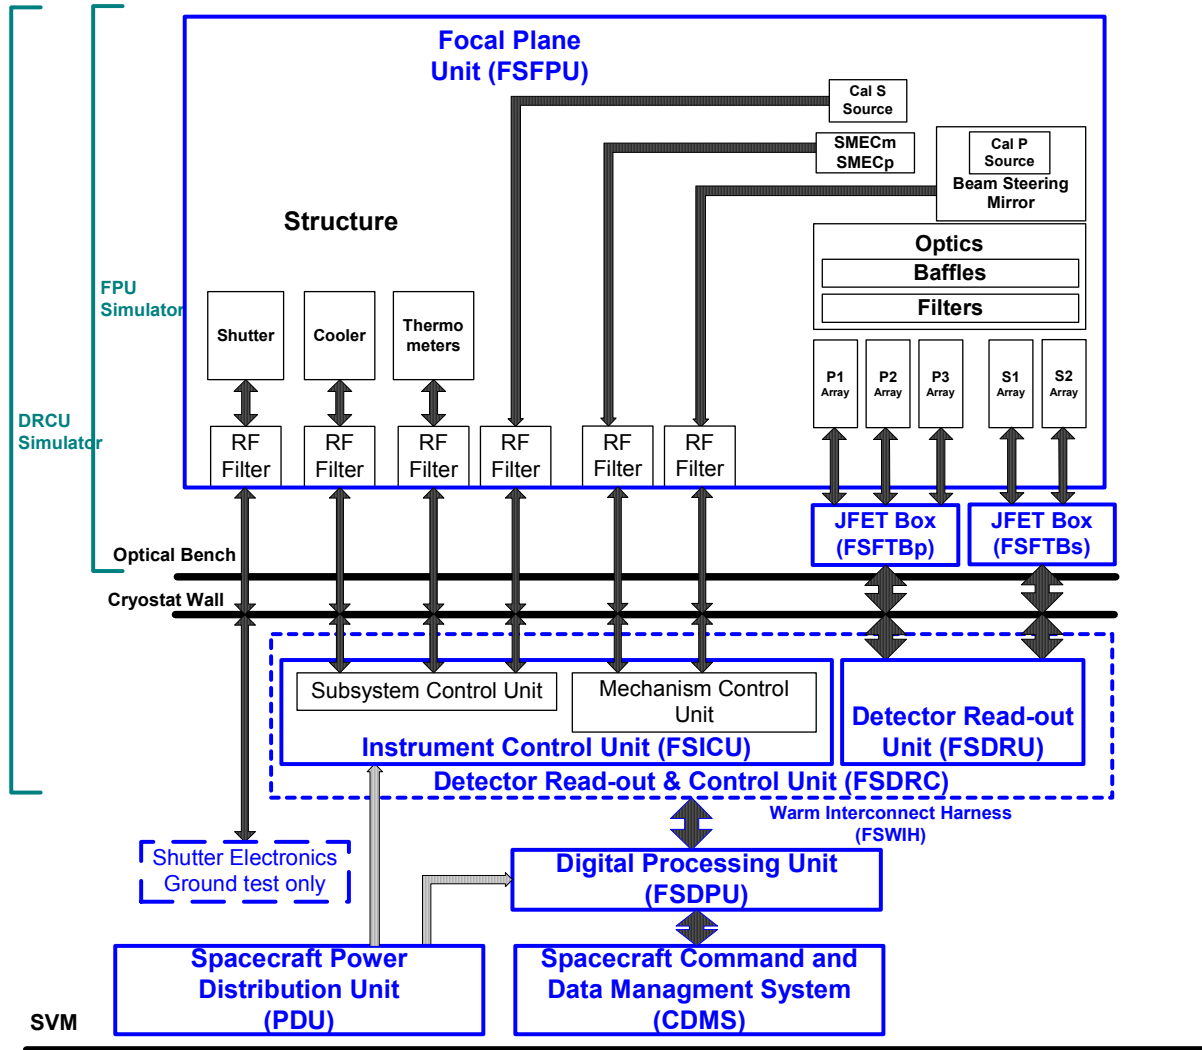 Focal Plane
Unit (FSFPU)
Cal S
Source
SMECm
SMECp
Cal P
Source
Beam Steering
Mirror
Structure
Optics
Baffles
Filters
FPU
Simulator
DRCU
Simulator
Shutter
Cooler
Thermo
meters
P1
Array
P2
Array
P3
Array
S1
Array
S2
Array
RF
Filter
RF
Filter
RF
Filter
RF
Filter
RF
Filter
RF
Filter
JFET Box
(FSFTBp)
JFET Box
(FSFTBs)
Optical Bench
Cryostat Wall
Subsystem Control Unit
Mechanism Control
Unit
Instrument Control Unit (FSICU)
Detector Read-out
Unit (FSDRU)
Detector Read-out & Control Unit (FSDRC)
Warm Interconnect Harness
(FSWIH)
Shutter Electronics
Ground test only
Digital Processing Unit
(FSDPU)
Spacecraft Power
Distribution Unit
(PDU)
Spacecraft Command and
Data Managment System
(CDMS)
SVM